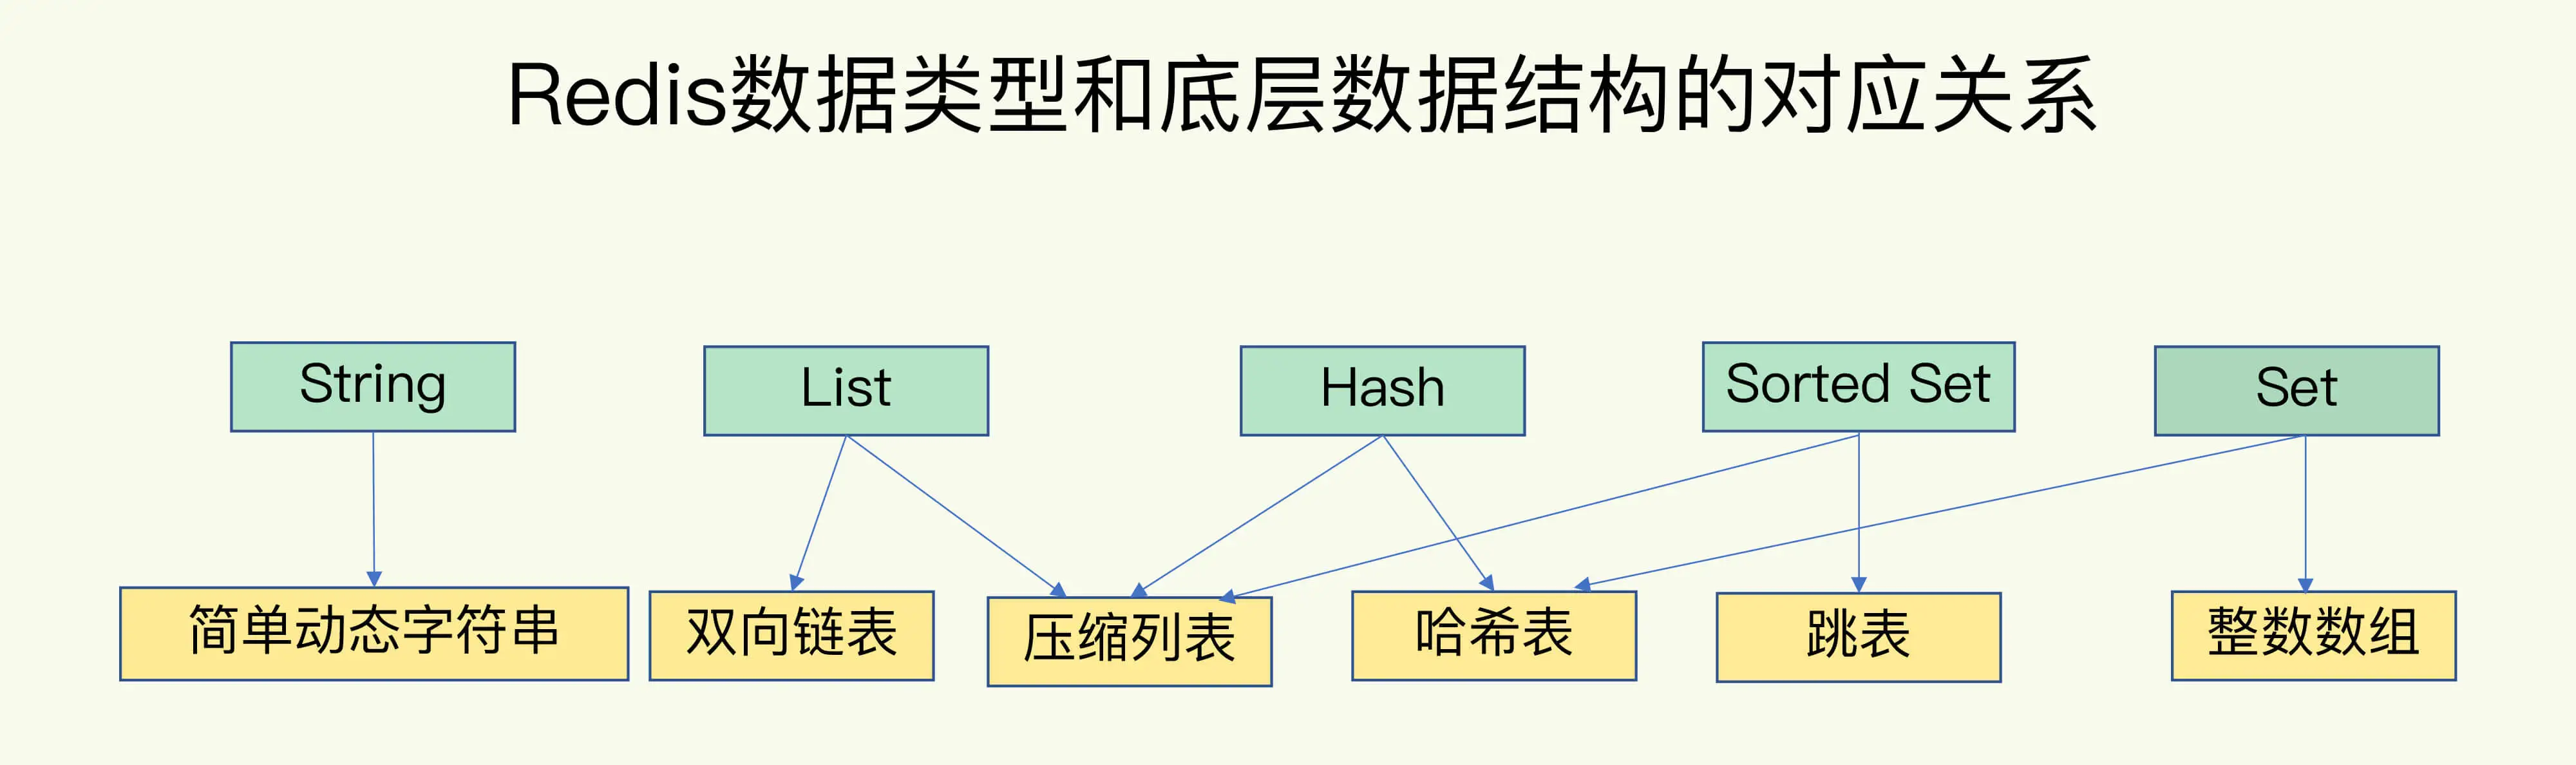 Redis数据类型和底层数据结构的对应关系
String
List
Hash
Sorted Set
Set
简单动态字符串
双向链表
压缩列表
哈希表
跳表
整数数组